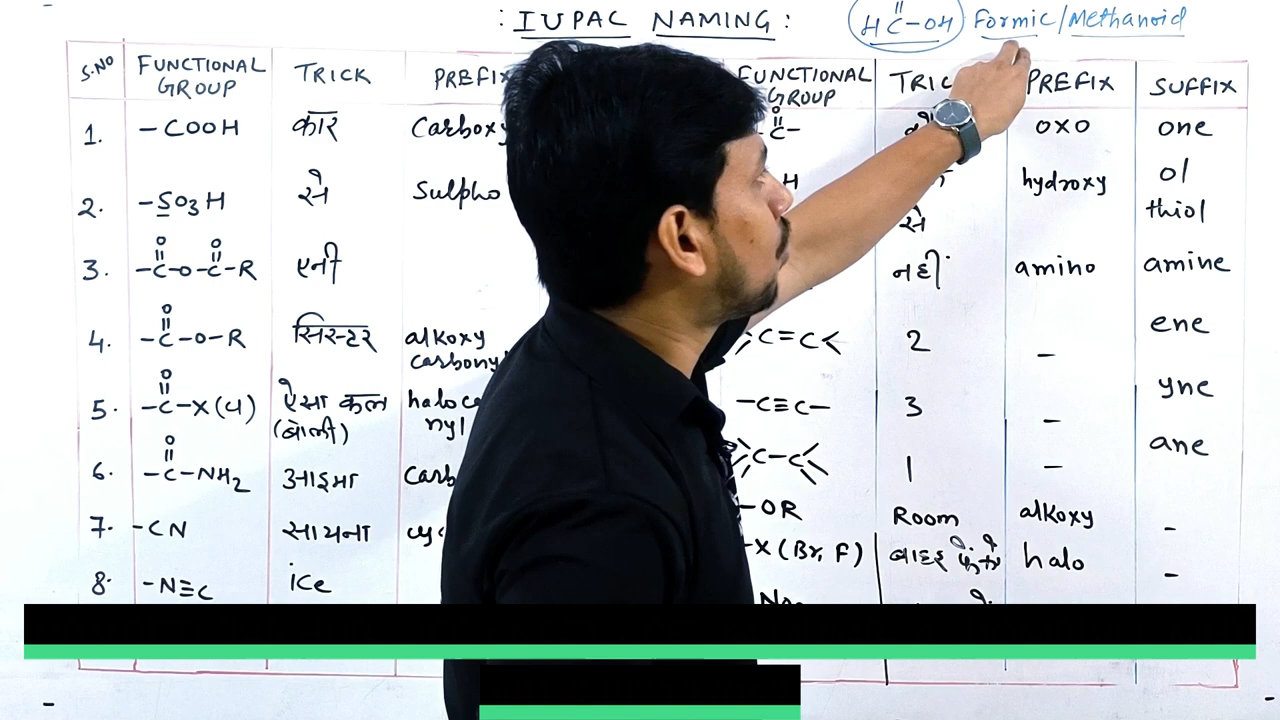 : IUPAC NAMING :
O
||
H C – OH Formic / Methanoid
S.NO FUNCTIONAL GROUP TRICK PREFIX
1. – COOH कार Carboxy
2. – SO3H से Sulpho
3. – C – O – C – R एनी
4. – C – O – R सिस्टर alkoxy carbony
5. – C – X (Cl) ऐसा कल (बोली) haloca nyl
6. – C – NH2 आइमा Carb
7. – CN सायना cy
8. – N≡C ice
FUNCTIONAL GROUP TRIC PREFIX SUFFIX
O
||
C – oxo one
H hydroxy ol
से thiol
नहीं amino amine
C = C 2 – ene
– C ≡ C – 3 – yne
C – C 1 – ane
– OR Room alkoxy –
– X (Br, F) halo –